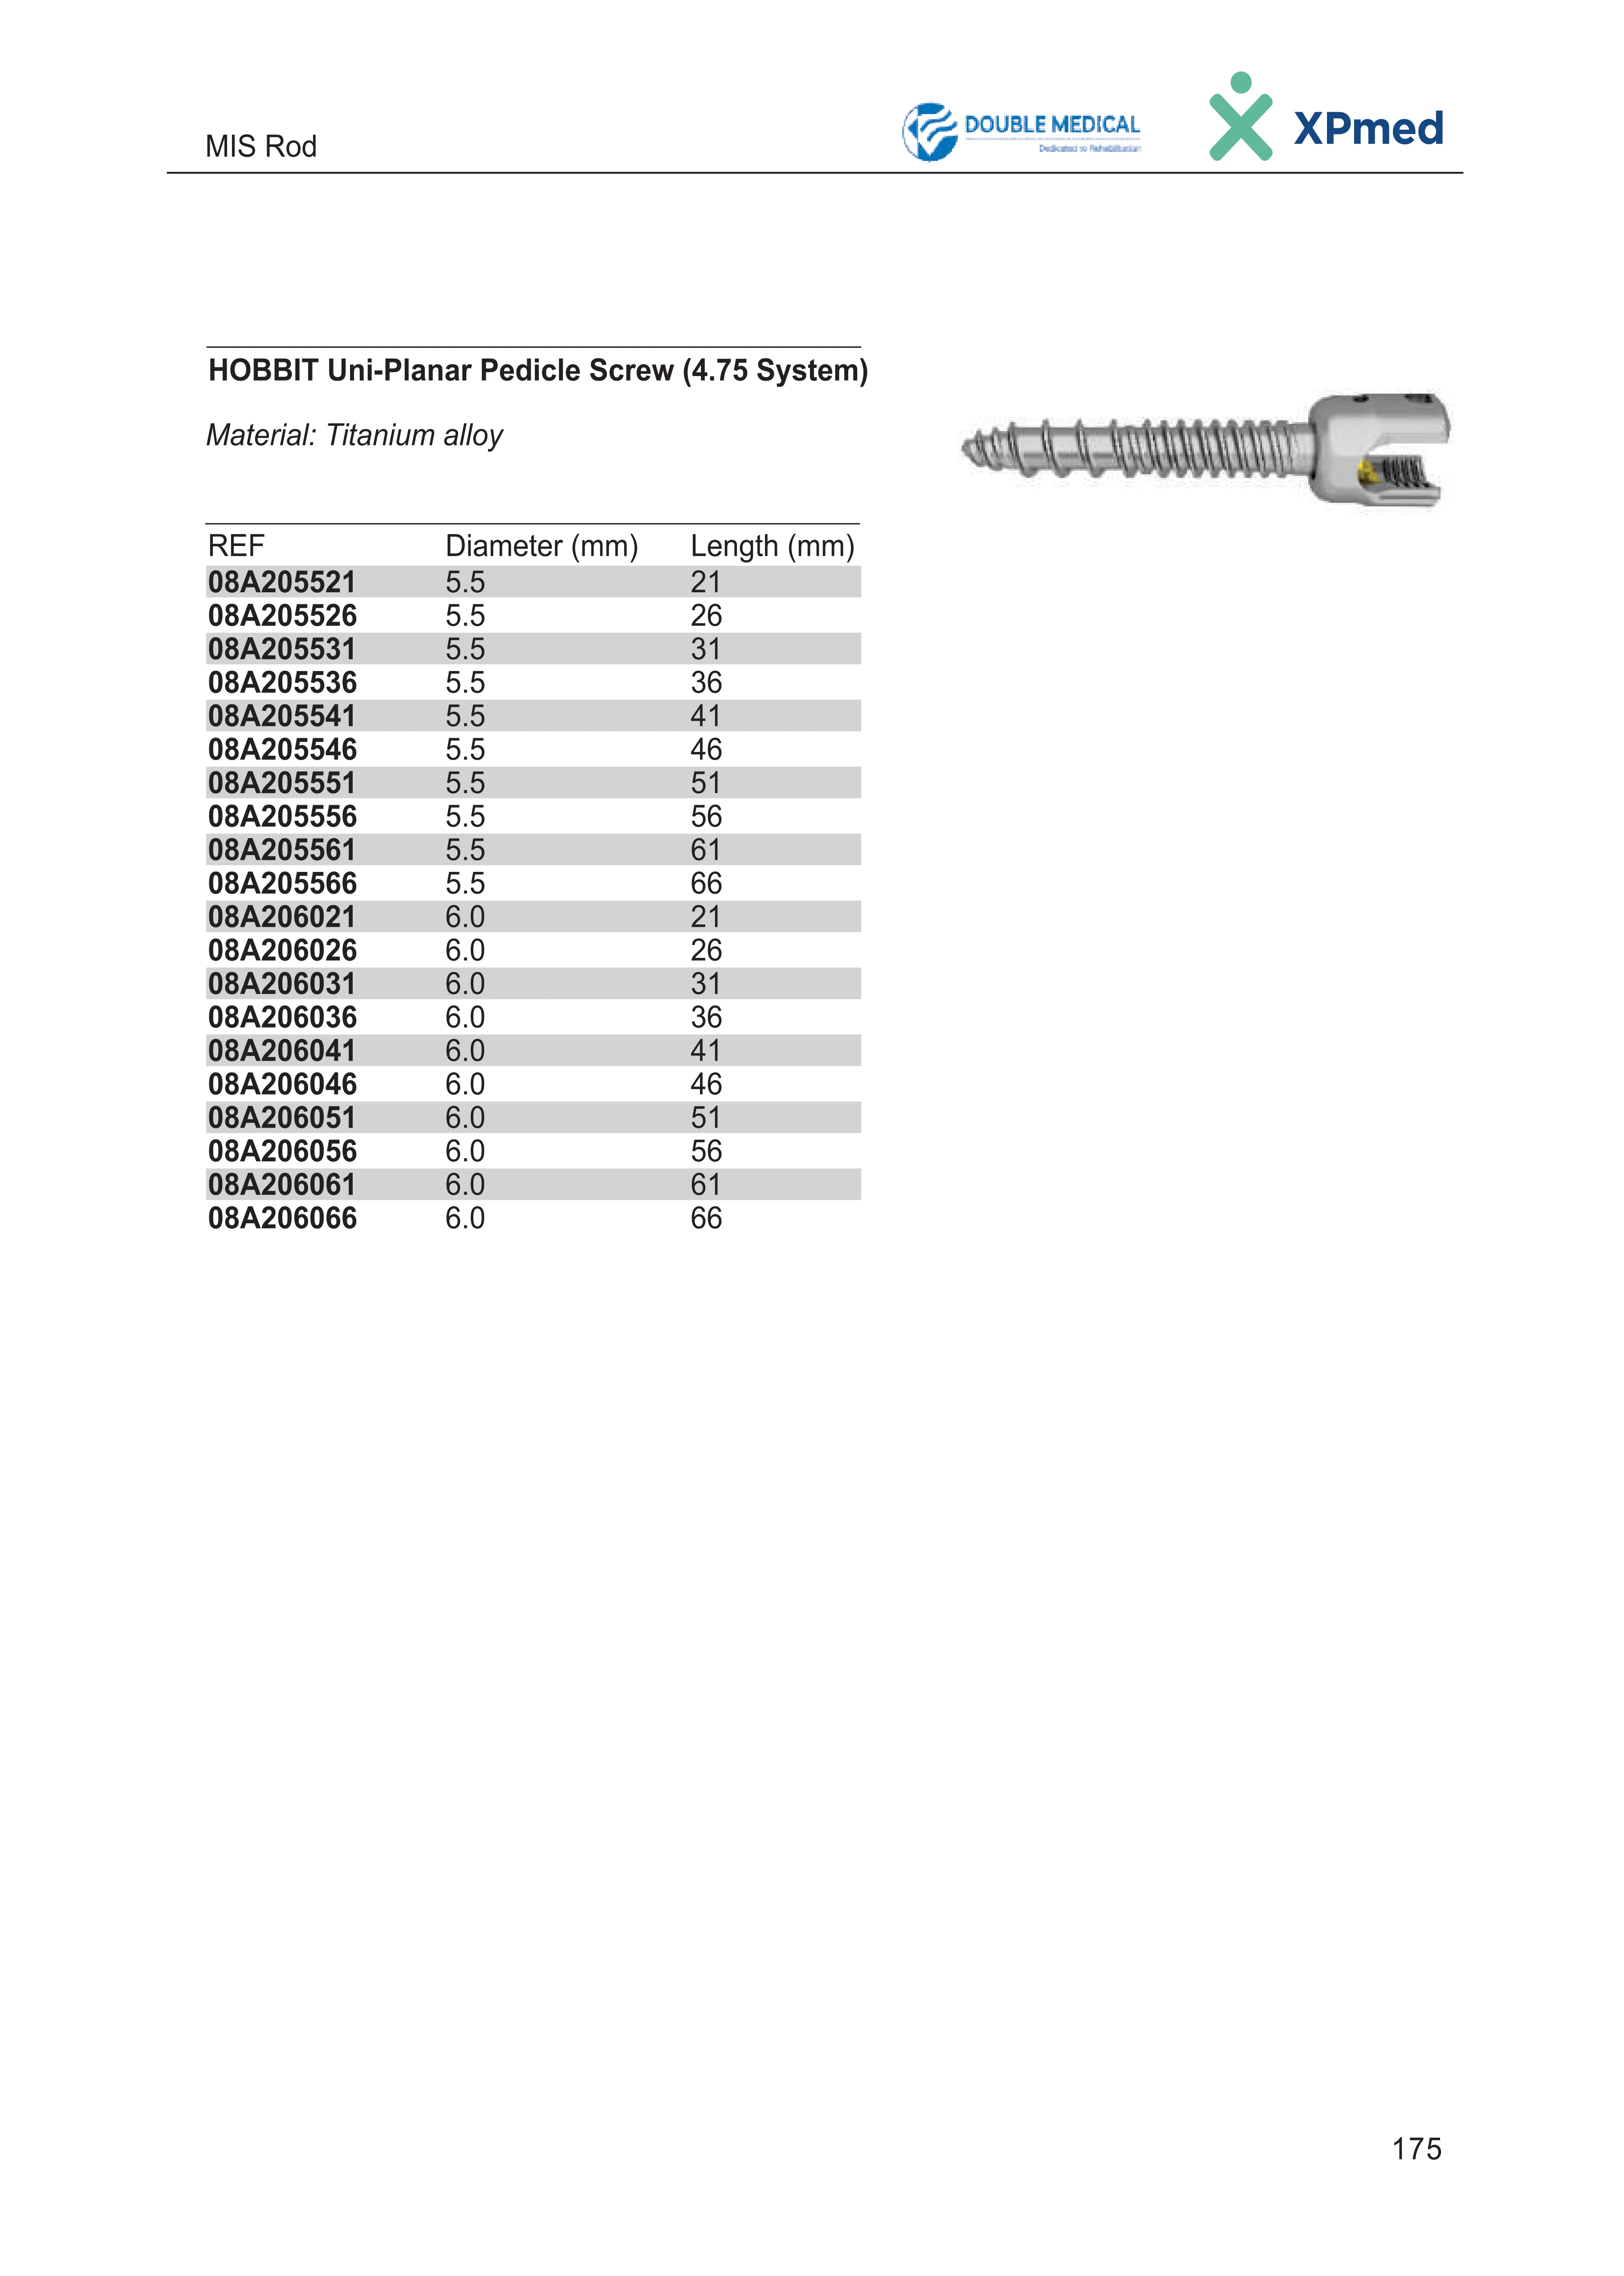 MIS Rod
DOUBLE MEDICAL
Dedicated to Rehabilitation
XPmed
HOBBIT Uni-Planar Pedicle Screw (4.75 System)
Material: Titanium alloy
REF Diameter (mm) Length (mm)
08A205521 5.5 21
08A205526 5.5 26
08A205531 5.5 31
08A205536 5.5 36
08A205541 5.5 41
08A205546 5.5 46
08A205551 5.5 51
08A205556 5.5 56
08A205561 5.5 61
08A205566 5.5 66
08A206021 6.0 21
08A206026 6.0 26
08A206031 6.0 31
08A206036 6.0 36
08A206041 6.0 41
08A206046 6.0 46
08A206051 6.0 51
08A206056 6.0 56
08A206061 6.0 61
08A206066 6.0 66
175